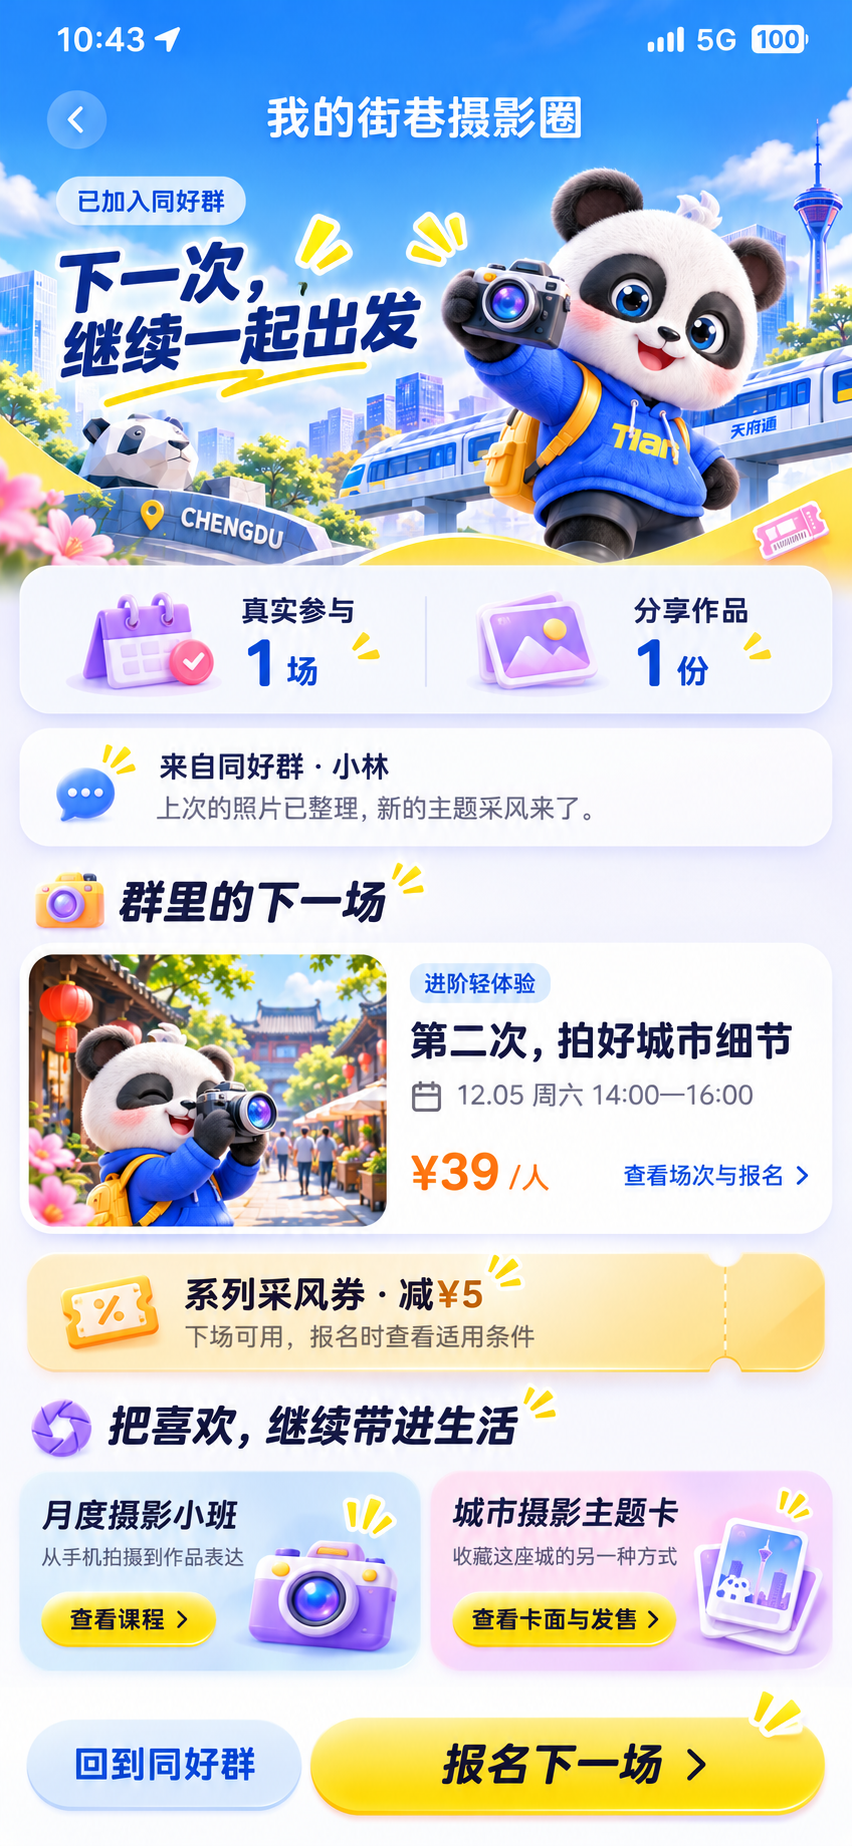 10:43
5G
100
我的街巷摄影圈
已加入同好群
下一次，
继续一起出发
天府通
Tian
CHENGDU
真实参与
1 场
分享作品
1 份
来自同好群 · 小林
上次的照片已整理，新的主题采风来了。
群里的下一场
进阶轻体验
第二次，拍好城市细节
12.05 周六 14:00—16:00
¥39 /人
查看场次与报名
系列采风券 · 减¥5
下场可用，报名时查看适用条件
把喜欢，继续带进生活
月度摄影小班
从手机拍摄到作品表达
查看课程
城市摄影主题卡
收藏这座城的另一种方式
查看卡面与发售
回到同好群
报名下一场